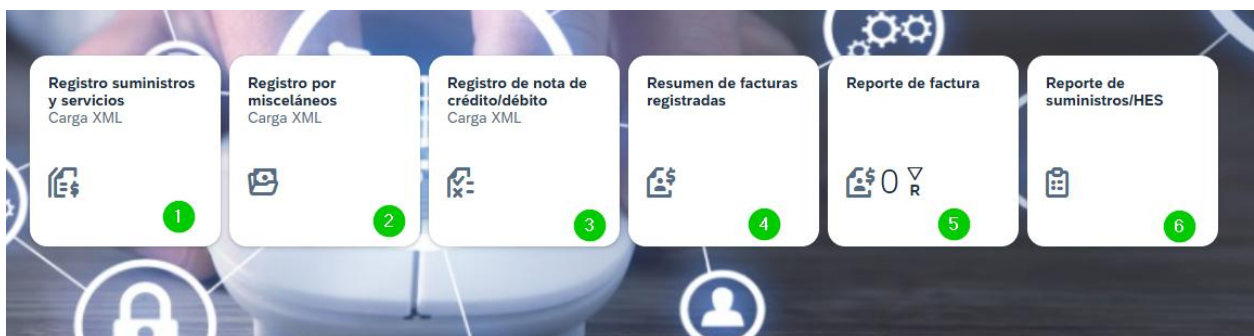 Registro suministros
y servicios
Carga XML
1
Registro por
misceláneos
Carga XML
2
Registro de nota de
crédito/débito
Carga XML
3
Resumen de facturas
registradas
4
Reporte de factura
0
R
5
Reporte de
suministros/HES
6